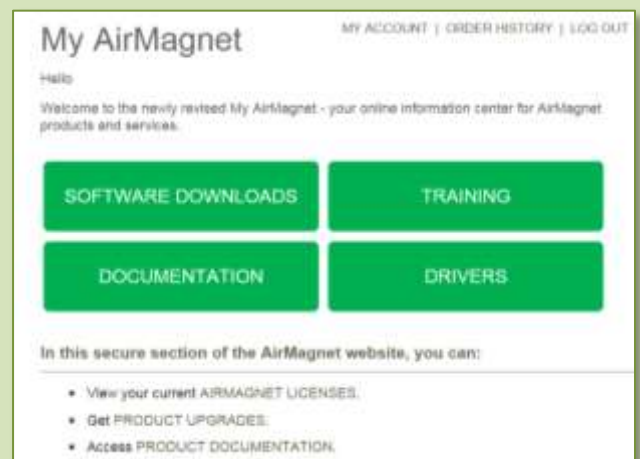 My AirMagnet
MY ACCOUNT | ORDER HISTORY | LOG OUT
Hello
Welcome to the newly revised My AirMagnet - your online information center for AirMagnet
products and services.
SOFTWARE DOWNLOADS
TRAINING
DOCUMENTATION
DRIVERS
In this secure section of the AirMagnet website, you can:
• View your current AIRMAGNET LICENSES.
• Get PRODUCT UPGRADES.
• Access PRODUCT DOCUMENTATION.